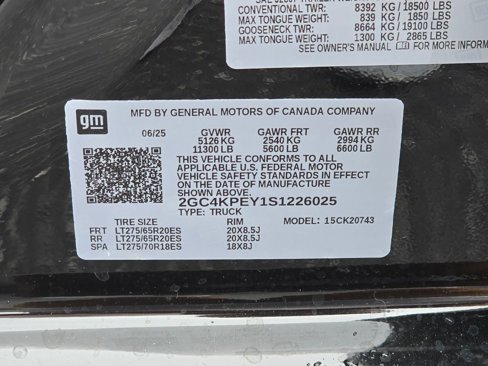 CONVENTIONAL TWR: 8392 KG / 18500 LBS
MAX TONGUE WEIGHT: 839 KG / 1850 LBS
GOOSENECK TWR: 8664 KG / 19100 LBS
MAX TONGUE WEIGHT: 1300 KG / 2865 LBS
SEE OWNER'S MANUAL FOR MORE INFORM
gm
MFD BY GENERAL MOTORS OF CANADA COMPANY
06/25 GVWR GAWR FRT GAWR RR
5126 KG 2540 KG 2994 KG
11300 LB 5600 LB 6600 LB
THIS VEHICLE CONFORMS TO ALL
APPLICABLE U.S. FEDERAL MOTOR
VEHICLE SAFETY STANDARDS IN
EFFECT ON THE DATE OF MANUFACTURE
SHOWN ABOVE.
2GC4KPEY1S1226025
TYPE: TRUCK MODEL: 15CK20743
TIRE SIZE RIM
FRT LT275/65R20ES 20X8.5J
RR LT275/65R20ES 20X8.5J
SPA LT275/70R18ES 18X8J